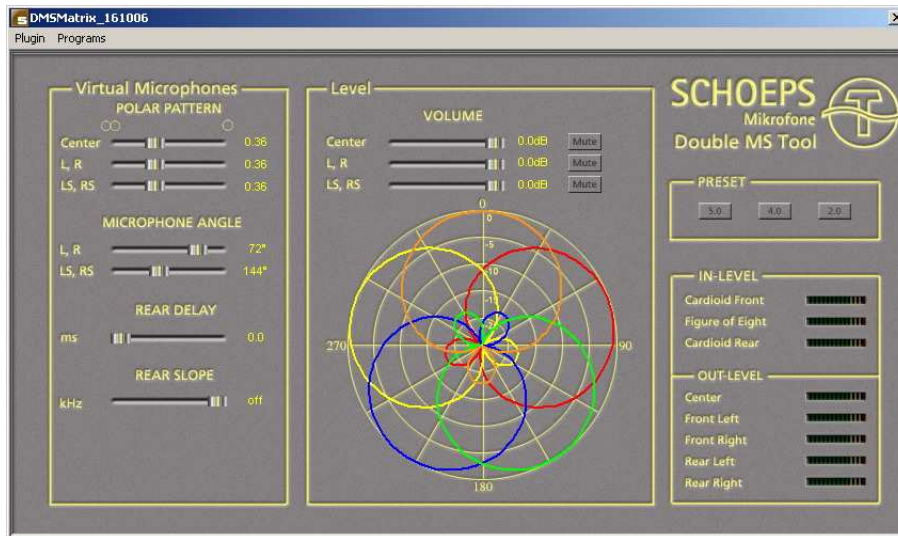 DMSMatrix_161006
Plugin Programs
Virtual Microphones
POLAR PATTERN
Center 0.36
L, R 0.36
LS, RS 0.36
MICROPHONE ANGLE
L, R 72°
LS, RS 144°
REAR DELAY
ms 0.0
REAR SLOPE
kHz off
Level
VOLUME
Center 0.0dB Mute
L, R 0.0dB Mute
LS, RS 0.0dB Mute
0
0
-5
-10
-15
270
90
180
SCHOEPS
Mikrofone
Double MS Tool
PRESET
5.0 4.0 2.0
IN-LEVEL
Cardioid Front
Figure of Eight
Cardioid Rear
OUT-LEVEL
Center
Front Left
Front Right
Rear Left
Rear Right